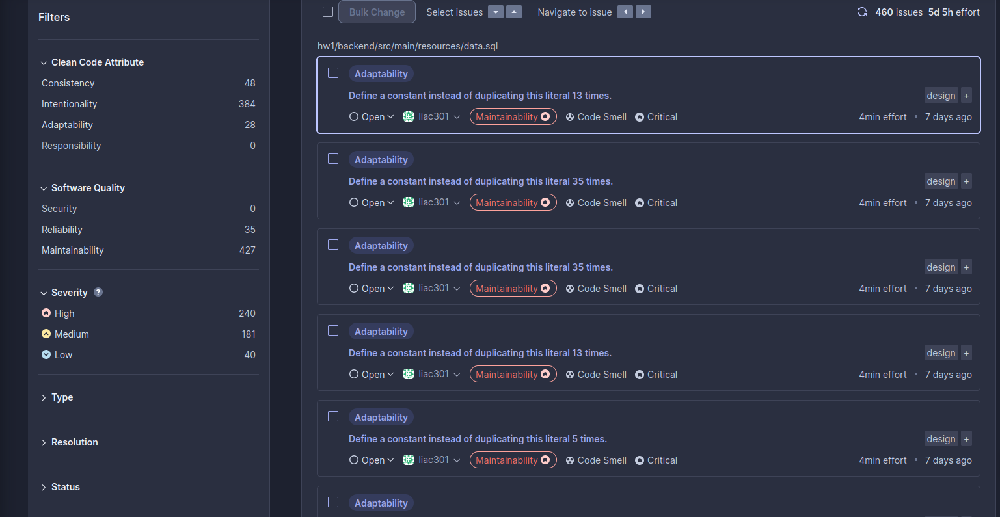 Filters
Clean Code Attribute
Consistency 48
Intentionality 384
Adaptability 28
Responsibility 0
Software Quality
Security 0
Reliability 35
Maintainability 427
Severity ?
High 240
Medium 181
Low 40
Type
Resolution
Status
Bulk Change Select issues Navigate to issue 460 issues 5d 5h effort
hw1/backend/src/main/resources/data.sql
Adaptability
Define a constant instead of duplicating this literal 13 times. design +
Open liac301 Maintainability Code Smell Critical 4min effort • 7 days ago
Adaptability
Define a constant instead of duplicating this literal 35 times. design +
Open liac301 Maintainability Code Smell Critical 4min effort • 7 days ago
Adaptability
Define a constant instead of duplicating this literal 35 times. design +
Open liac301 Maintainability Code Smell Critical 4min effort • 7 days ago
Adaptability
Define a constant instead of duplicating this literal 13 times. design +
Open liac301 Maintainability Code Smell Critical 4min effort • 7 days ago
Adaptability
Define a constant instead of duplicating this literal 5 times. design +
Open liac301 Maintainability Code Smell Critical 4min effort • 7 days ago
Adaptability